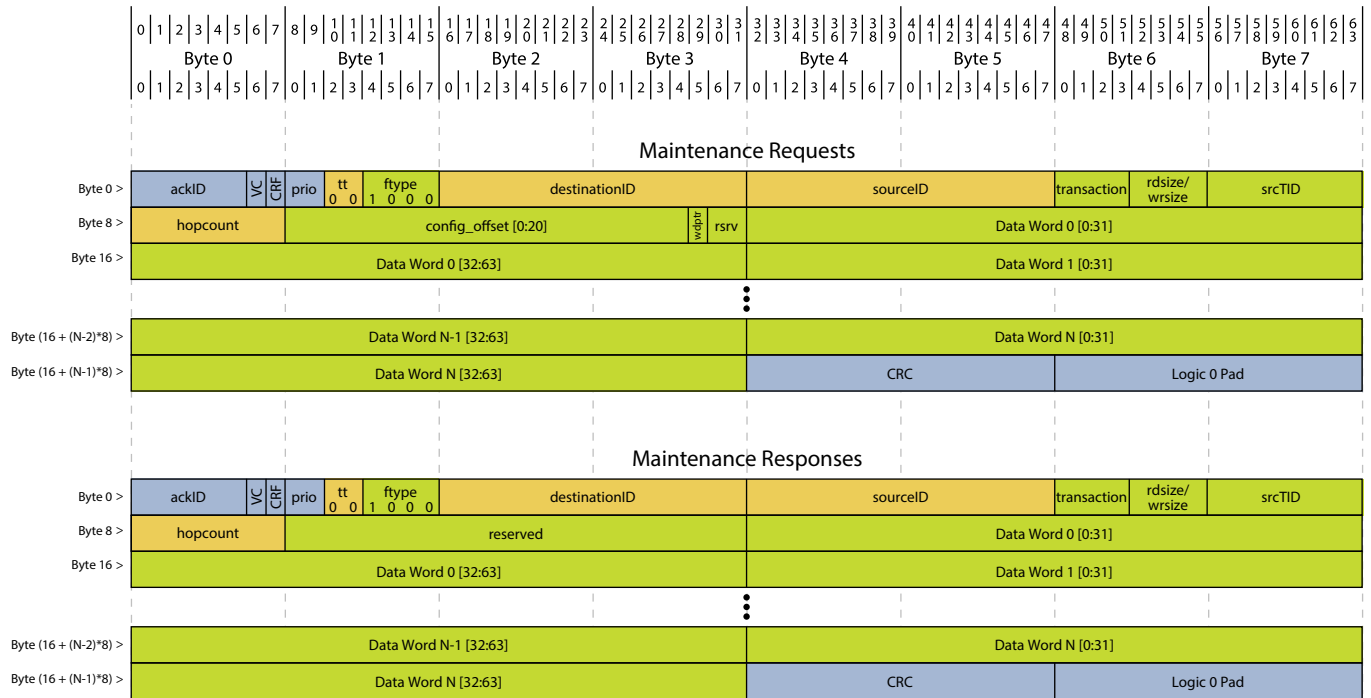 0 1 2 3 4 5 6 7 8 9 10 11 12 13 14 15 16 17 18 19 20 21 22 23 24 25 26 27 28 29 30 31 32 33 34 35 36 37 38 39 40 41 42 43 44 45 46 47 48 49 50 51 52 53 54 55 56 57 58 59 60 61 62 63
Byte 0 Byte 1 Byte 2 Byte 3 Byte 4 Byte 5 Byte 6 Byte 7
0 1 2 3 4 5 6 7 0 1 2 3 4 5 6 7 0 1 2 3 4 5 6 7 0 1 2 3 4 5 6 7 0 1 2 3 4 5 6 7 0 1 2 3 4 5 6 7 0 1 2 3 4 5 6 7 0 1 2 3 4 5 6 7
Maintenance Requests
Byte 0 > ackID VC CRF prio tt 0 0 ftype 1 0 0 0 destinationID sourceID transaction rdsize/ wrsize srcTID
Byte 8 > hopcount config_offset [0:20] wdptr rsrv Data Word 0 [0:31]
Byte 16 > Data Word 0 [32:63] Data Word 1 [0:31]
Byte (16 + (N-2)*8) > Data Word N-1 [32:63] Data Word N [0:31]
Byte (16 + (N-1)*8) > Data Word N [32:63] CRC Logic 0 Pad
Maintenance Responses
Byte 0 > ackID VC CRF prio tt 0 0 ftype 1 0 0 0 destinationID sourceID transaction rdsize/ wrsize srcTID
Byte 8 > hopcount reserved Data Word 0 [0:31]
Byte 16 > Data Word 0 [32:63] Data Word 1 [0:31]
Byte (16 + (N-2)*8) > Data Word N-1 [32:63] Data Word N [0:31]
Byte (16 + (N-1)*8) > Data Word N [32:63] CRC Logic 0 Pad